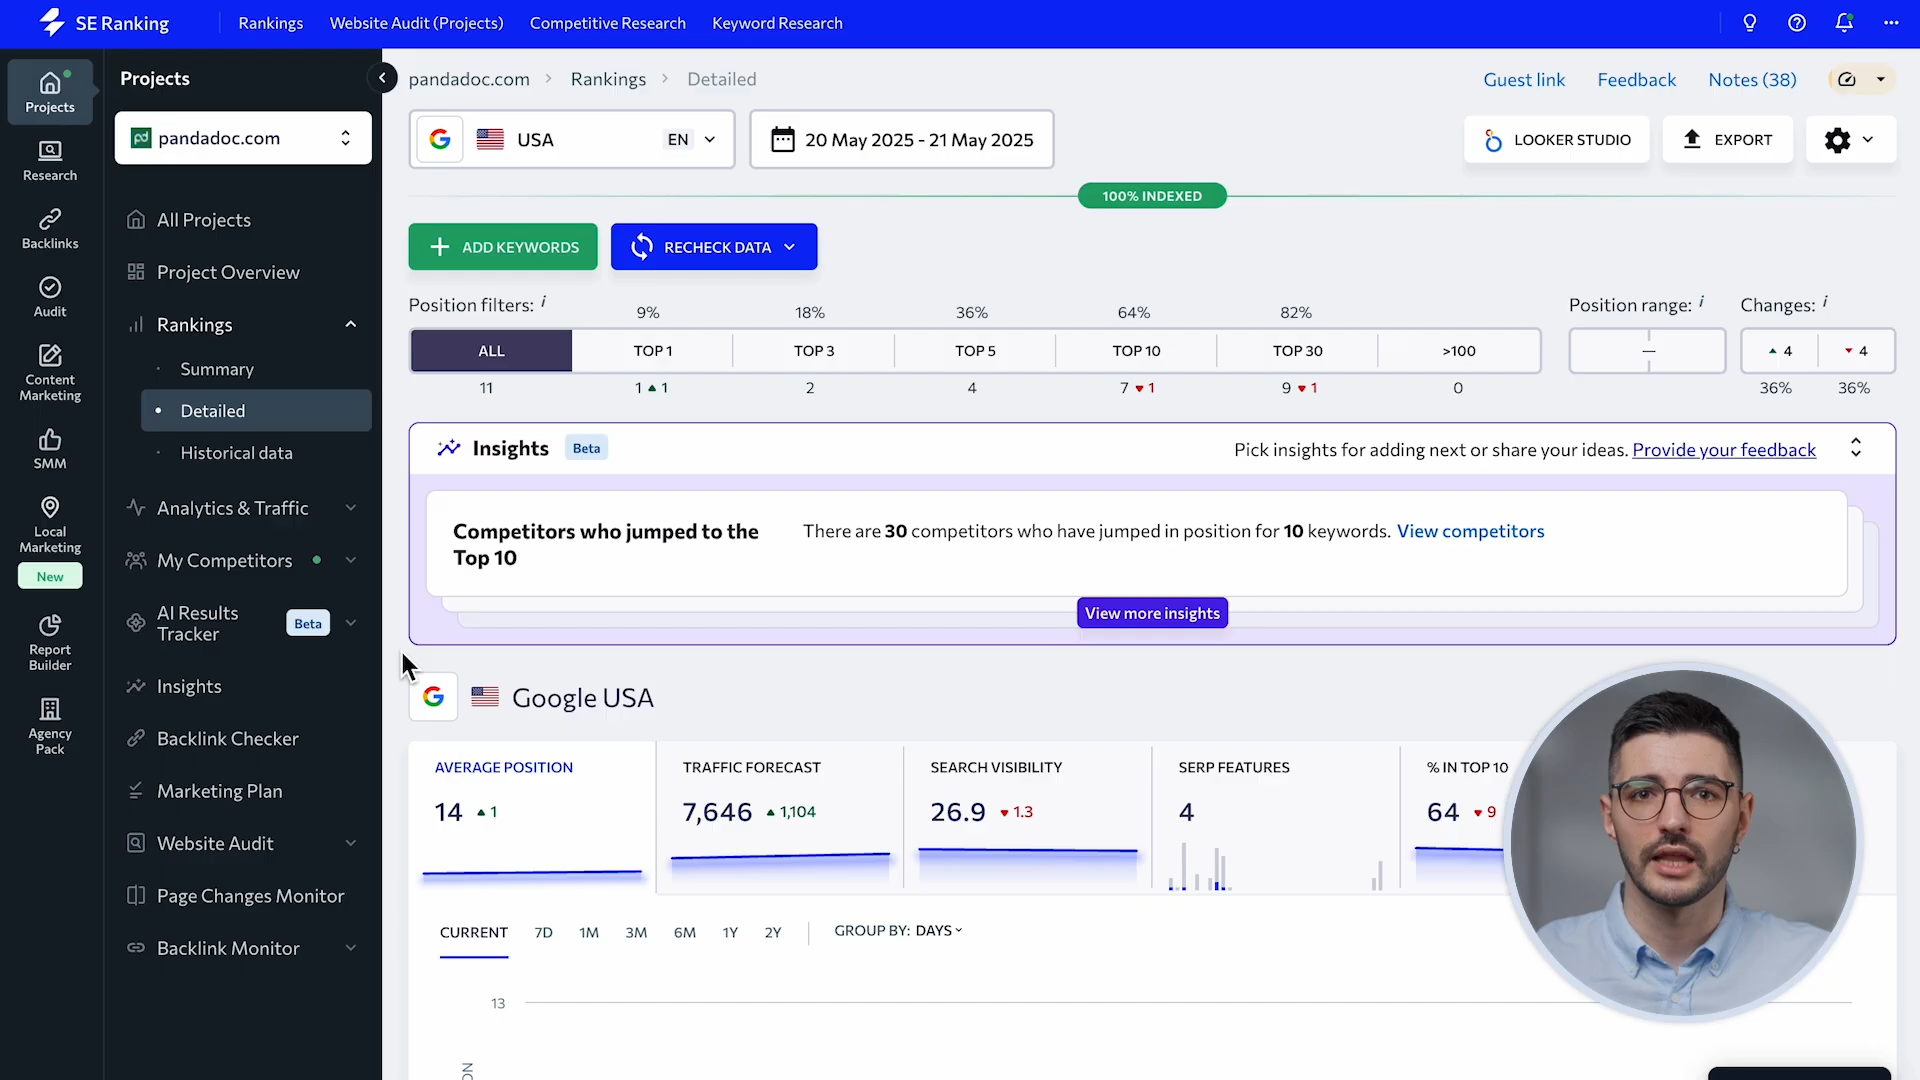 SE Ranking
Rankings
Website Audit (Projects)
Competitive Research
Keyword Research
Projects
Research
Backlinks
Audit
Content
Marketing
SMM
Local
Marketing
New
Report
Builder
Agency
Pack
Projects
pd
pandadoc.com
All Projects
Project Overview
Rankings
Summary
Detailed
Historical data
Analytics & Traffic
My Competitors
AI Results
Tracker
Beta
Insights
Backlink Checker
Marketing Plan
Website Audit
Page Changes Monitor
Backlink Monitor
pandadoc.com > Rankings > Detailed
Guest link
Feedback
Notes (38)
USA
EN
20 May 2025 - 21 May 2025
LOOKER STUDIO
EXPORT
100% INDEXED
ADD KEYWORDS
RECHECK DATA
Position filters: i
9%
18%
36%
64%
82%
Position range: i
Changes: i
ALL
TOP 1
TOP 3
TOP 5
TOP 10
TOP 30
>100
—
▲ 4
▼ 4
11
1 ▲ 1
2
4
7 ▼ 1
9 ▼ 1
0
36%
36%
Insights
Beta
Pick insights for adding next or share your ideas. Provide your feedback
Competitors who jumped to the
Top 10
There are 30 competitors who have jumped in position for 10 keywords. View competitors
View more insights
Google USA
AVERAGE POSITION
14 ▲ 1
TRAFFIC FORECAST
7,646 ▲ 1,104
SEARCH VISIBILITY
26.9 ▼ 1.3
SERP FEATURES
4
% IN TOP 10
64 ▼ 9
CURRENT
7D
1M
3M
6M
1Y
2Y
GROUP BY: DAYS
13